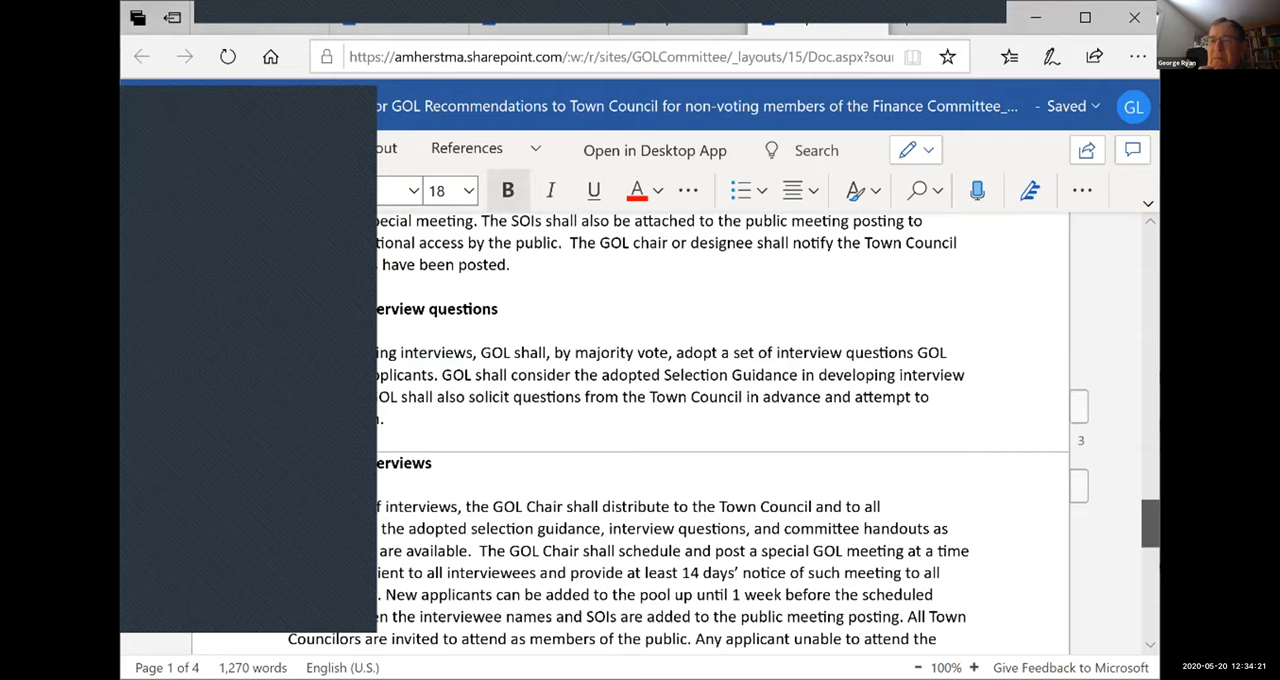 George Ryan
https://amherstma.sharepoint.com/:w:/r/sites/GOLCommittee/_layouts/15/Doc.aspx?sour
or GOL Recommendations to Town Council for non-voting members of the Finance Committee_... - Saved
GL
out References Open in Desktop App Search
18 B I U A ...
ecial meeting. The SOIs shall also be attached to the public meeting posting to
tional access by the public. The GOL chair or designee shall notify the Town Council
have been posted.
erview questions
ing interviews, GOL shall, by majority vote, adopt a set of interview questions GOL
plicants. GOL shall consider the adopted Selection Guidance in developing interview
OL shall also solicit questions from the Town Council in advance and attempt to
.
3
erviews
f interviews, the GOL Chair shall distribute to the Town Council and to all
the adopted selection guidance, interview questions, and committee handouts as
are available. The GOL Chair shall schedule and post a special GOL meeting at a time
ient to all interviewees and provide at least 14 days' notice of such meeting to all
. New applicants can be added to the pool up until 1 week before the scheduled
en the interviewee names and SOIs are added to the public meeting posting. All Town
Councilors are invited to attend as members of the public. Any applicant unable to attend the
Page 1 of 4 1,270 words English (U.S.) - 100% + Give Feedback to Microsoft
2020-05-20 12:34:21